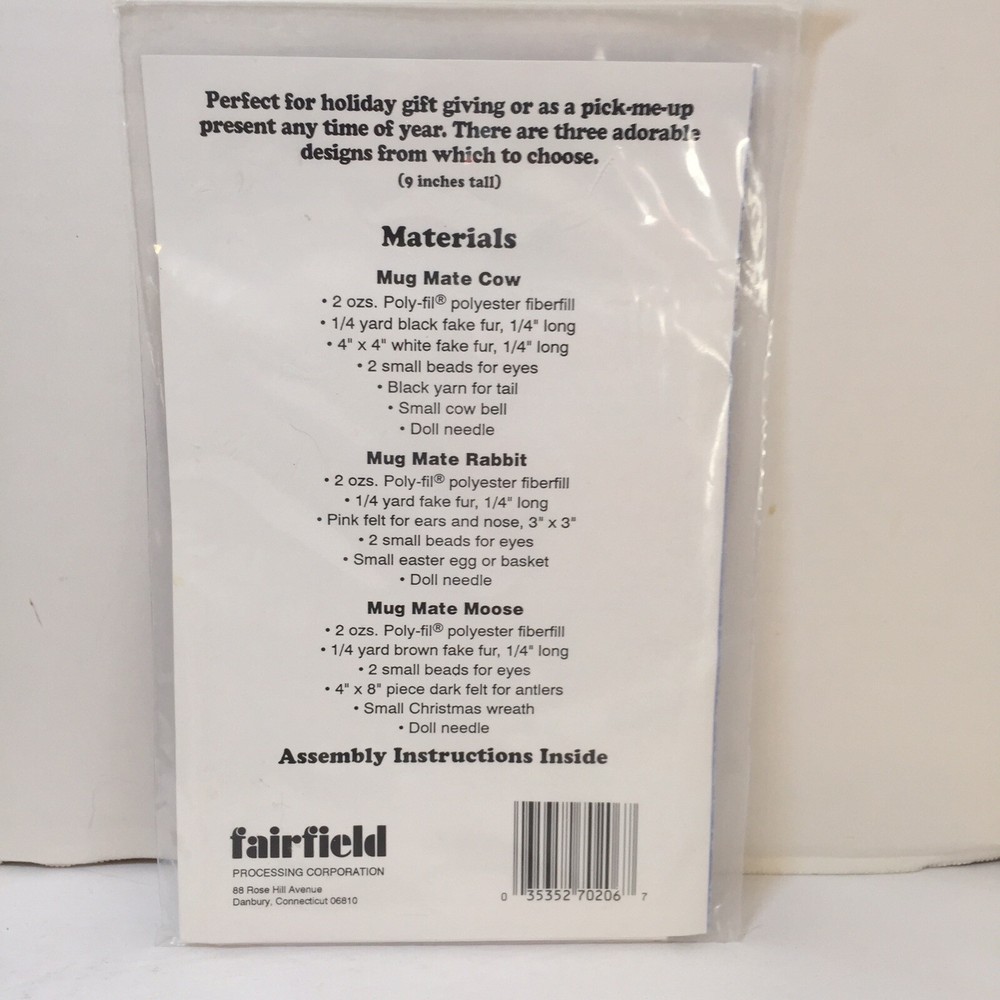 Perfect for holiday gift giving or as a pick-me-up
present any time of year. There are three adorable
designs from which to choose.
(9 inches tall)
Materials
Mug Mate Cow
• 2 ozs. Poly-fil® polyester fiberfill
• 1/4 yard black fake fur, 1/4" long
• 4" x 4" white fake fur, 1/4" long
• 2 small beads for eyes
• Black yarn for tail
• Small cow bell
• Doll needle
Mug Mate Rabbit
• 2 ozs. Poly-fil® polyester fiberfill
• 1/4 yard fake fur, 1/4" long
• Pink felt for ears and nose, 3" x 3"
• 2 small beads for eyes
• Small easter egg or basket
• Doll needle
Mug Mate Moose
• 2 ozs. Poly-fil® polyester fiberfill
• 1/4 yard brown fake fur, 1/4" long
• 2 small beads for eyes
• 4" x 8" piece dark felt for antlers
• Small Christmas wreath
• Doll needle
Assembly Instructions Inside
fairfield
PROCESSING CORPORATION
88 Rose Hill Avenue
Danbury, Connecticut 06810
0 35352 70206 7